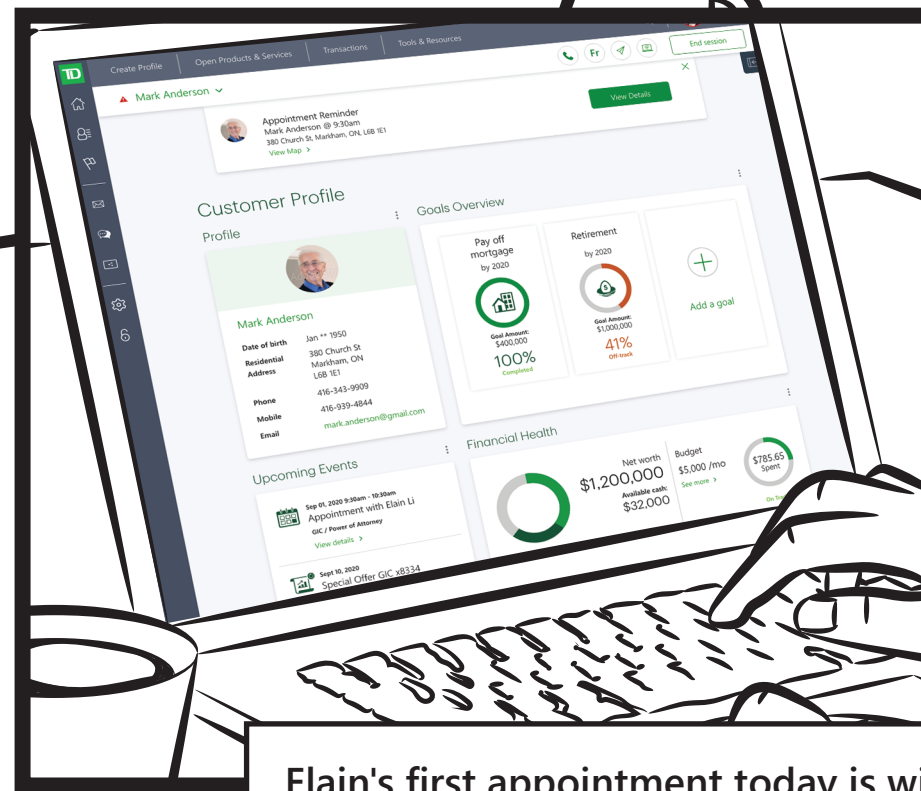 TD
Create Profile
Open Products & Services
Transactions
Tools & Resources
Mark Anderson
Fr
End session
Appointment Reminder
Mark Anderson @ 9:30am
380 Church St, Markham, ON, L6B 1E1
View Map >
View Details
Customer Profile
Profile
Mark Anderson
Date of birth Jan ** 1950
Residential Address 380 Church St
Markham, ON
L6B 1E1
Phone 416-343-9909
Mobile 416-939-4844
Email mark.anderson@gmail.com
Goals Overview
Pay off
mortgage
by 2020
Goal Amount:
$400,000
100%
Completed
Retirement
by 2020
$
Goal Amount:
$1,000,000
41%
Off-track
Add a goal
Upcoming Events
Sep 01, 2020 9:30am - 10:30am
Appointment with Elain Li
GIC / Power of Attorney
View details >
Sept 10, 2020
Special Offer GIC x8334
Financial Health
Net worth
$1,200,000
Available cash:
$32,000
Budget
$5,000 /mo
See more >
$785.65
Spent
On
Elain's first appointment today is